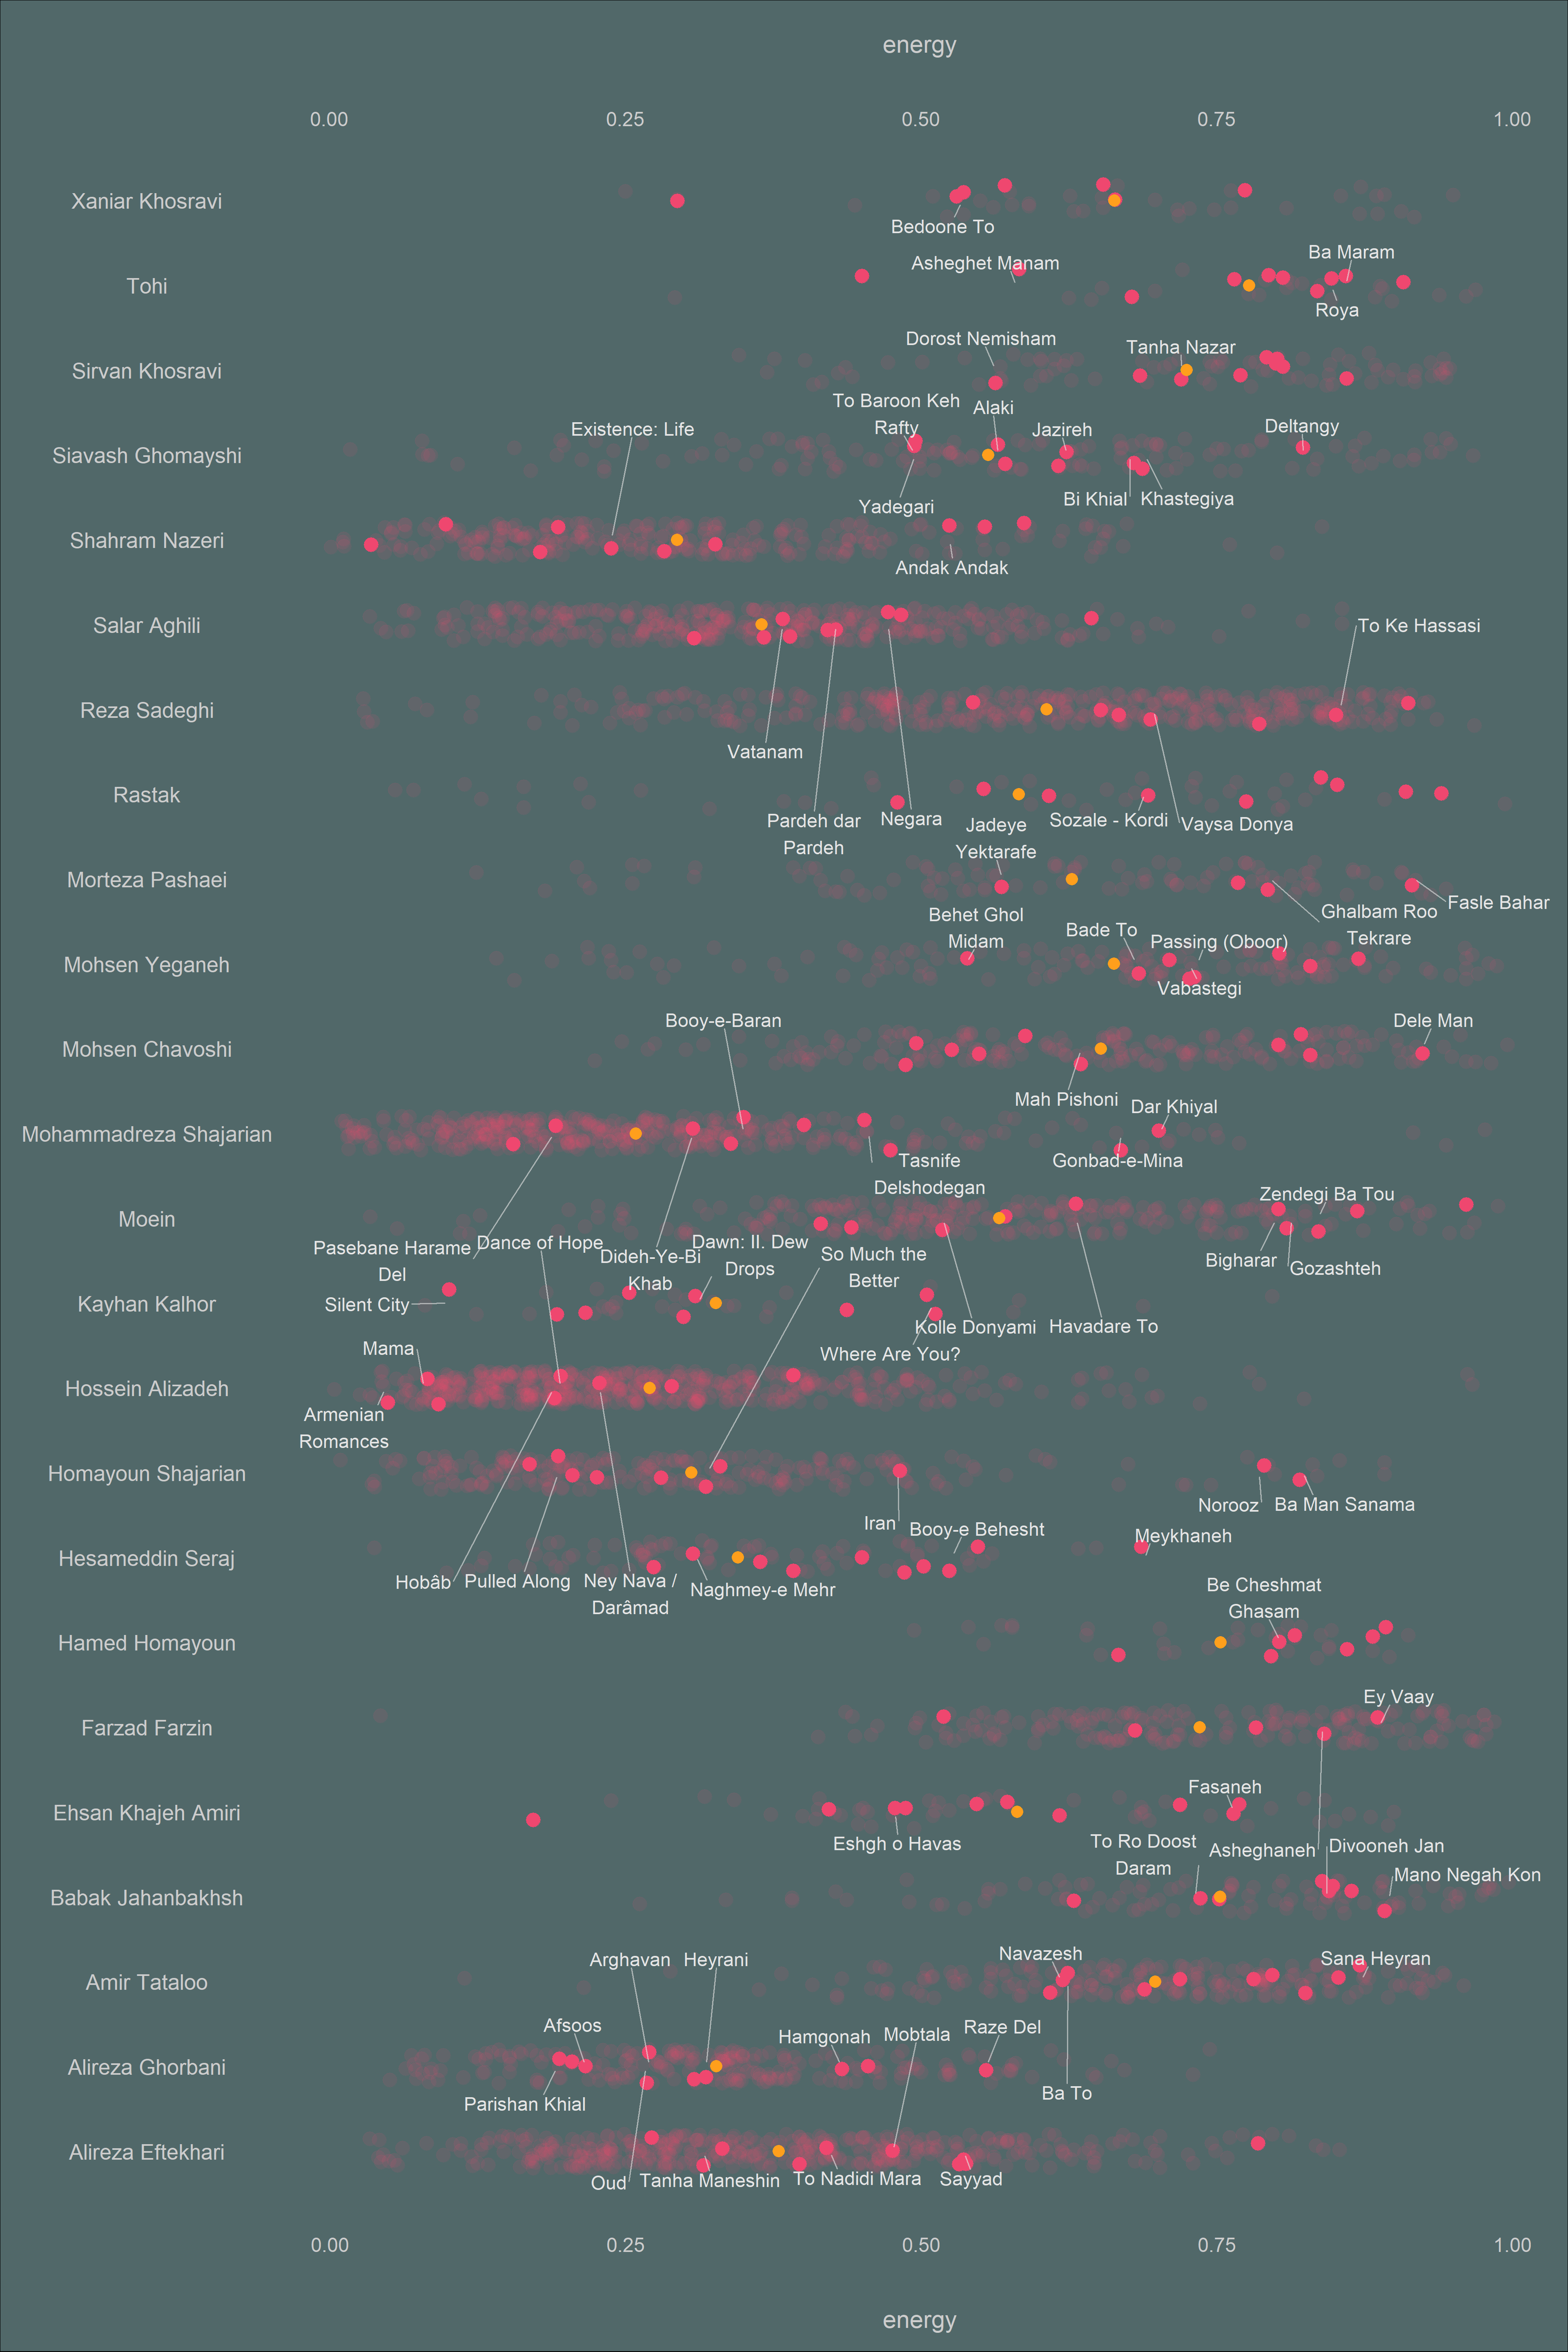 energy
0.00 0.25 0.50 0.75 1.00
Xaniar Khosravi
Bedoone To
Tohi
Asheghet Manam
Ba Maram
Roya
Sirvan Khosravi
Dorost Nemisham
Tanha Nazar
Siavash Ghomayshi
Existence: Life
To Baroon Keh
Rafty
Alaki
Jazireh
Deltangy
Yadegari
Bi Khial
Khastegiya
Shahram Nazeri
Andak Andak
Salar Aghili
To Ke Hassasi
Reza Sadeghi
Vatanam
Rastak
Pardeh dar
Pardeh
Negara
Jadeye
Yektarafe
Sozale - Kordi
Vaysa Donya
Morteza Pashaei
Fasle Bahar
Behet Ghol
Midam
Bade To
Ghalbam Roo
Tekrare
Mohsen Yeganeh
Passing (Oboor)
Vabastegi
Booy-e-Baran
Dele Man
Mohsen Chavoshi
Mah Pishoni
Dar Khiyal
Mohammadreza Shajarian
Tasnife
Delshodegan
Gonbad-e-Mina
Moein
Zendegi Ba Tou
Pasebane Harame
Del
Dance of Hope
Dideh-Ye-Bi
Khab
Dawn: II. Dew
Drops
So Much the
Better
Bigharar
Gozashteh
Kayhan Kalhor
Silent City
Kolle Donyami
Havadare To
Where Are You?
Mama
Hossein Alizadeh
Armenian
Romances
Homayoun Shajarian
Norooz
Ba Man Sanama
Iran
Booy-e Behesht
Meykhaneh
Hesameddin Seraj
Hobâb
Pulled Along
Ney Nava /
Darâmad
Naghmey-e Mehr
Be Cheshmat
Ghasam
Hamed Homayoun
Ey Vaay
Farzad Farzin
Fasaneh
Ehsan Khajeh Amiri
Eshgh o Havas
To Ro Doost
Daram
Asheghaneh
Divooneh Jan
Mano Negah Kon
Babak Jahanbakhsh
Arghavan
Heyrani
Navazesh
Sana Heyran
Amir Tataloo
Afsoos
Hamgonah
Mobtala
Raze Del
Alireza Ghorbani
Parishan Khial
Ba To
Alireza Eftekhari
Oud
Tanha Maneshin
To Nadidi Mara
Sayyad
0.00 0.25 0.50 0.75 1.00
energy